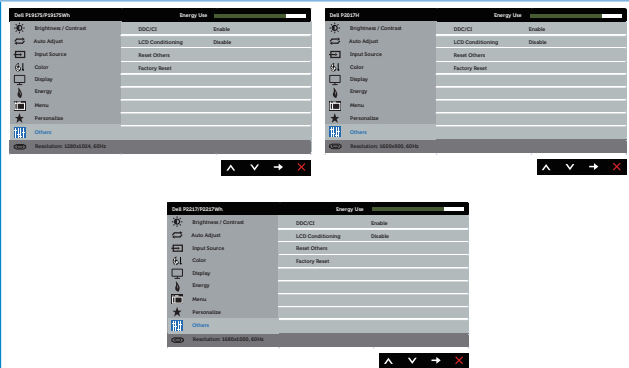 Dell P1917S/P1917SWh Energy Use
Brightness / Contrast DDC/CI Enable
Auto Adjust LCD Conditioning Disable
Input Source Reset Others
Color Factory Reset
Display
Energy
Menu
Personalize
Others
Resolution: 1280x1024, 60Hz
Dell P2017H Energy Use
Brightness / Contrast DDC/CI Enable
Auto Adjust LCD Conditioning Disable
Input Source Reset Others
Color Factory Reset
Display
Energy
Menu
Personalize
Others
Resolution: 1600x900, 60Hz
Dell P2217/P2217Wh Energy Use
Brightness / Contrast DDC/CI Enable
Auto Adjust LCD Conditioning Disable
Input Source Reset Others
Color Factory Reset
Display
Energy
Menu
Personalize
Others
Resolution: 1680x1050, 60Hz